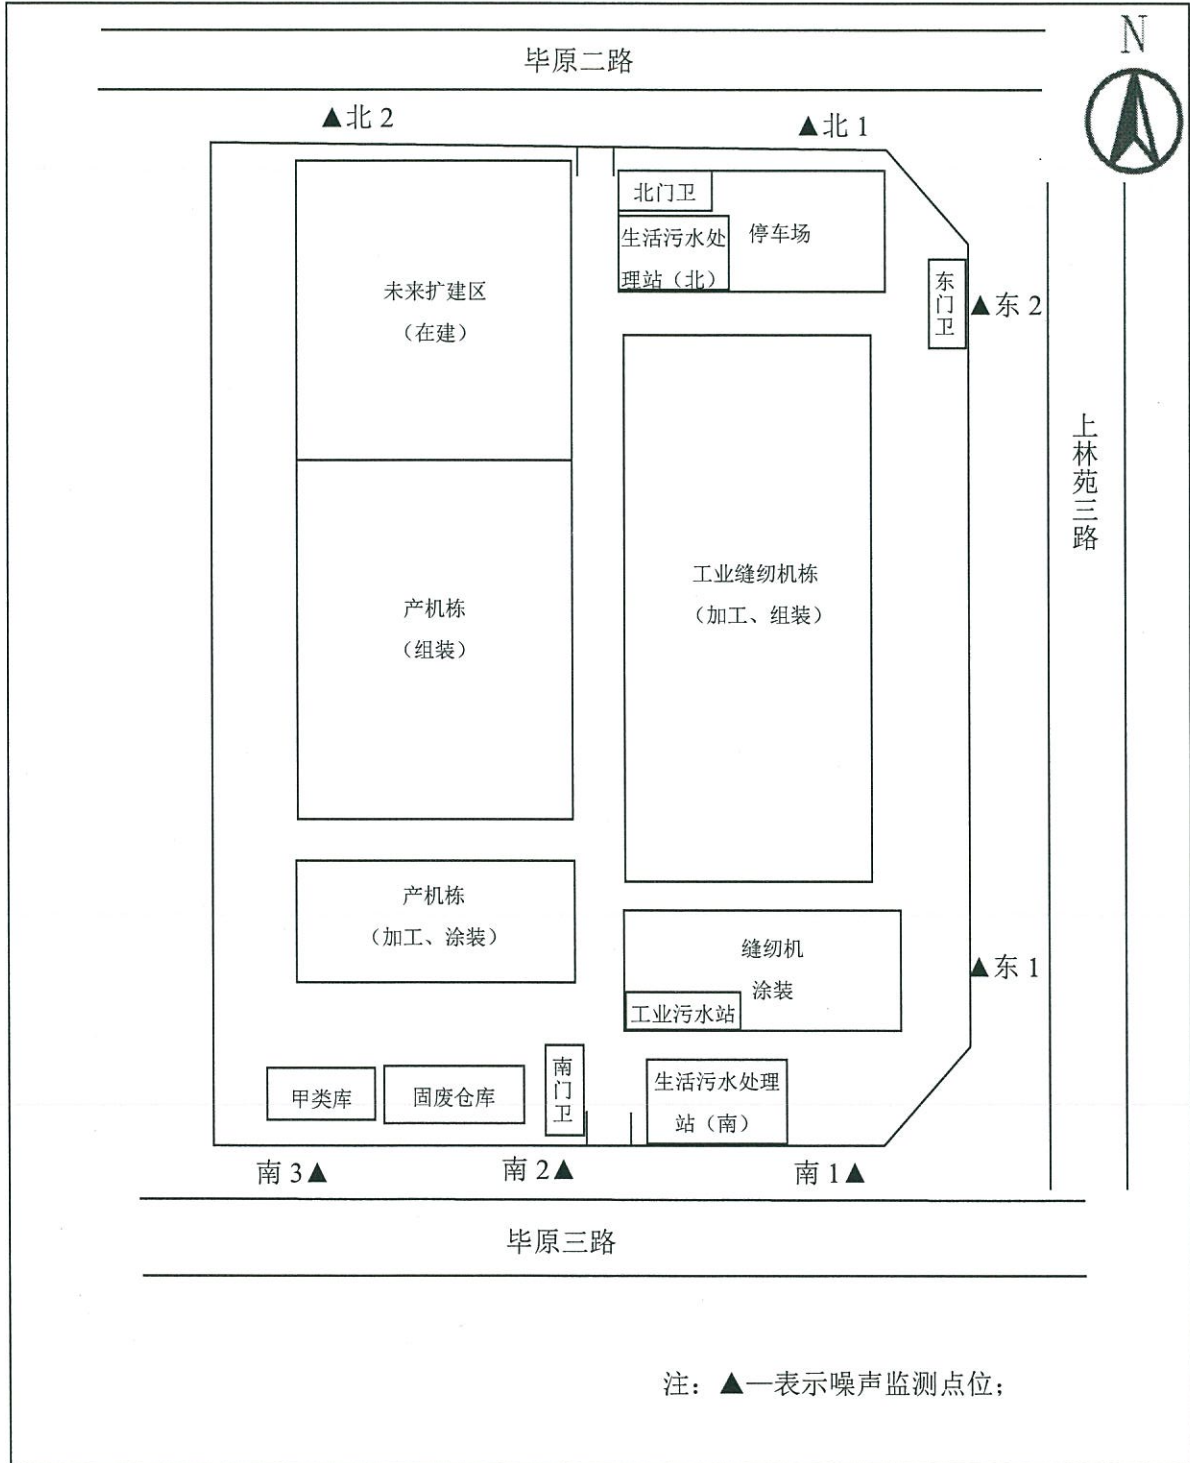 N
毕原二路
▲北 2
▲北 1
北门卫
生活污水处
理站（北）
停车场
东门卫
▲东 2
未来扩建区
（在建）
上林苑三路
工业缝纫机栋
（加工、组装）
产机栋
（组装）
产机栋
（加工、涂装）
缝纫机
涂装
工业污水站
▲东 1
甲类库
固废仓库
南门卫
生活污水处理
站（南）
南 3▲
南 2▲
南 1▲
毕原三路
注：▲—表示噪声监测点位；